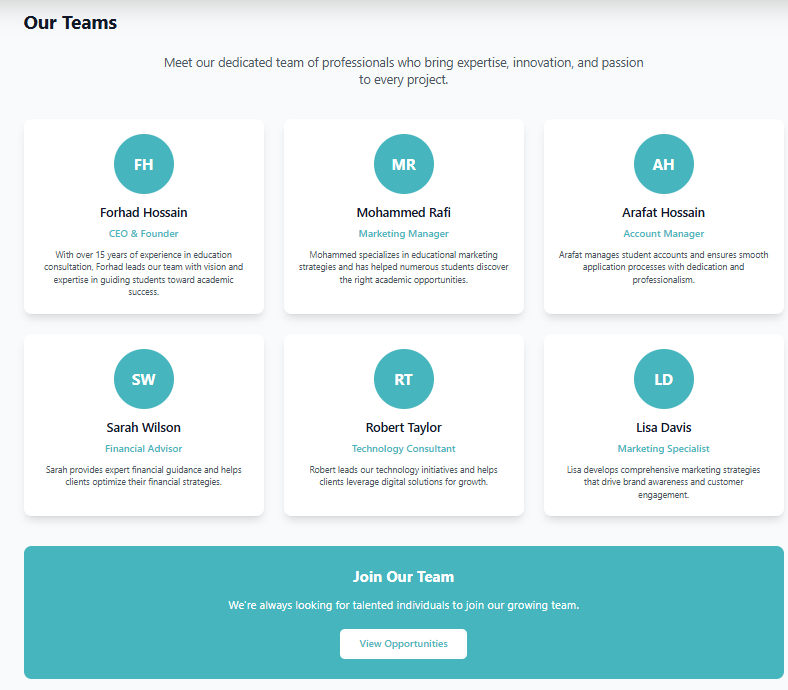 Our Teams
Meet our dedicated team of professionals who bring expertise, innovation, and passion
to every project.
FH
Forhad Hossain
CEO & Founder
With over 15 years of experience in education
consultation, Forhad leads our team with vision and
expertise in guiding students toward academic
success.
MR
Mohammed Rafi
Marketing Manager
Mohammed specializes in educational marketing
strategies and has helped numerous students discover
the right academic opportunities.
AH
Arafat Hossain
Account Manager
Arafat manages student accounts and ensures smooth
application processes with dedication and
professionalism.
SW
Sarah Wilson
Financial Advisor
Sarah provides expert financial guidance and helps
clients optimize their financial strategies.
RT
Robert Taylor
Technology Consultant
Robert leads our technology initiatives and helps
clients leverage digital solutions for growth.
LD
Lisa Davis
Marketing Specialist
Lisa develops comprehensive marketing strategies
that drive brand awareness and customer
engagement.
Join Our Team
We're always looking for talented individuals to join our growing team.
View Opportunities